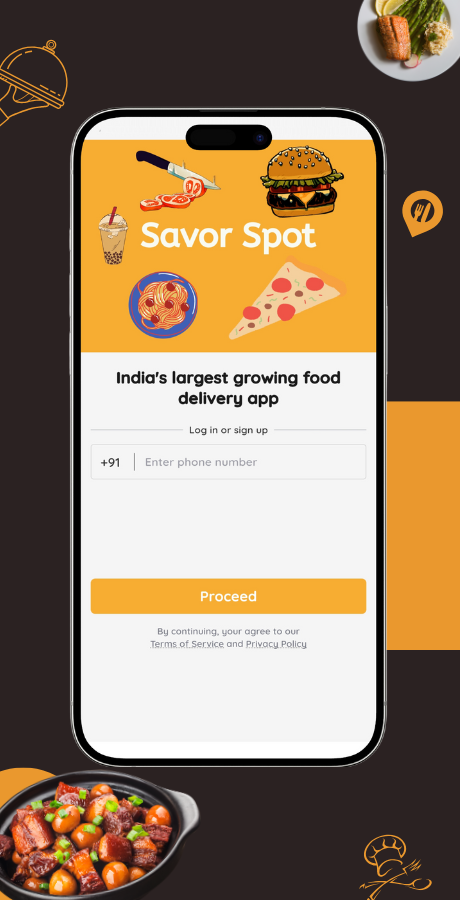 Savor Spot
India's largest growing food
delivery app
Log in or sign up
+91 Enter phone number
Proceed
By continuing, your agree to our
Terms of Service and Privacy Policy